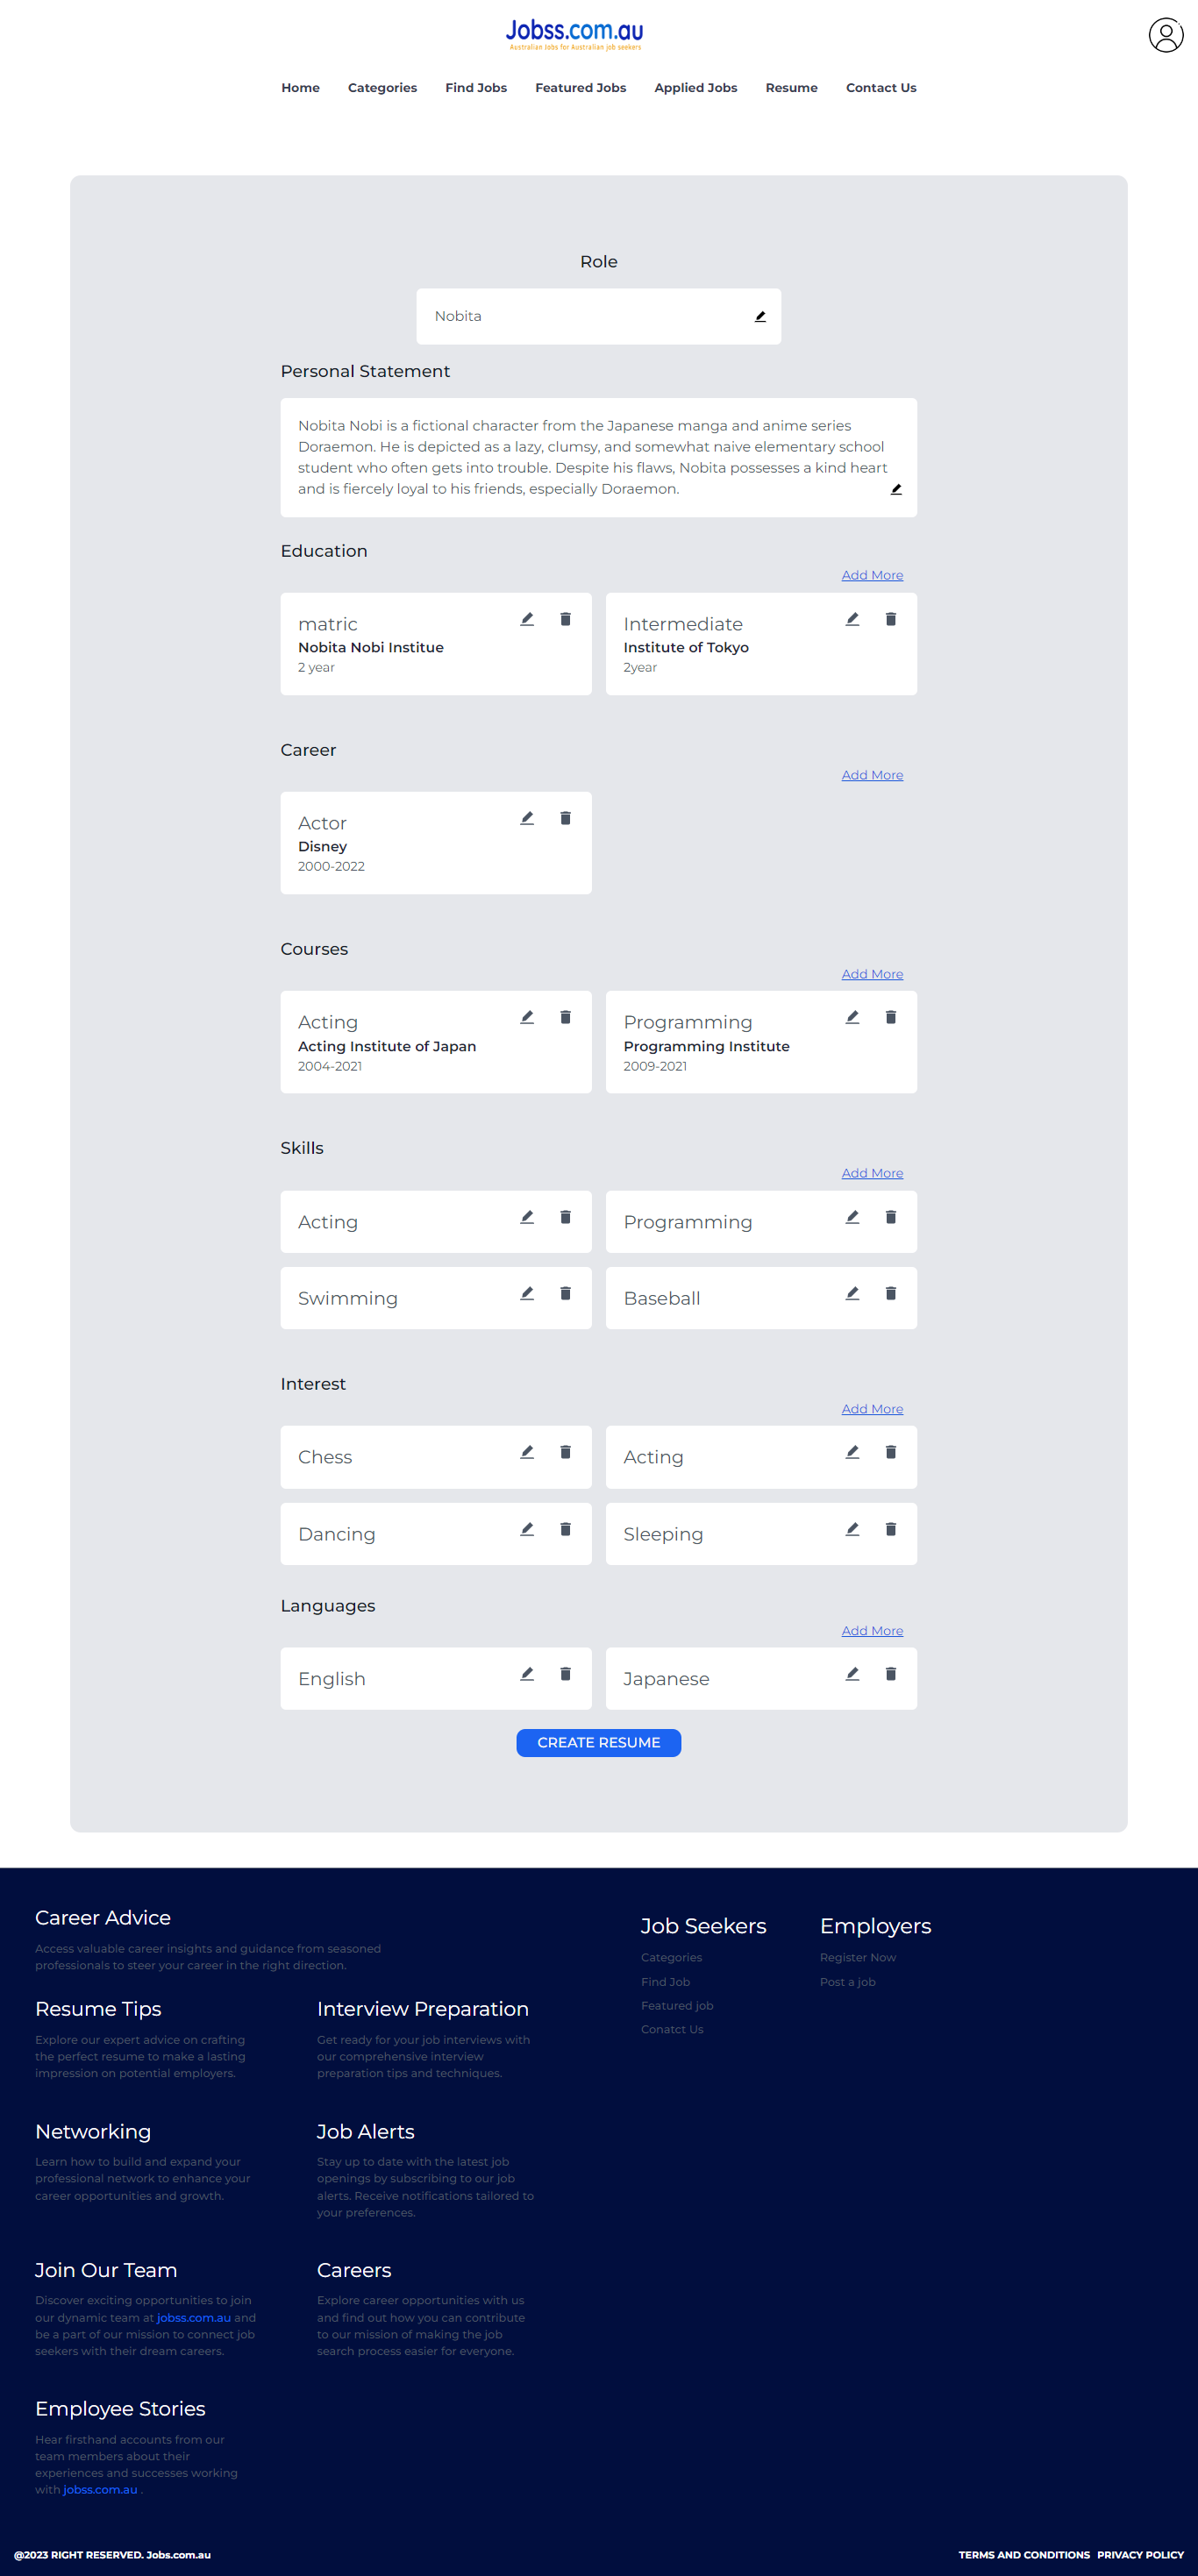 Jobss.com.au
Australian Jobs for Australian job seekers
Home Categories Find Jobs Featured Jobs Applied Jobs Resume Contact Us
Role
Nobita
Personal Statement
Nobita Nobi is a fictional character from the Japanese manga and anime series
Doraemon. He is depicted as a lazy, clumsy, and somewhat naive elementary school
student who often gets into trouble. Despite his flaws, Nobita possesses a kind heart
and is fiercely loyal to his friends, especially Doraemon.
Education
Add More
matric
Nobita Nobi Institue
2 year
Intermediate
Institute of Tokyo
2year
Career
Add More
Actor
Disney
2000-2022
Courses
Add More
Acting
Acting Institute of Japan
2004-2021
Programming
Programming Institute
2009-2021
Skills
Add More
Acting
Programming
Swimming
Baseball
Interest
Add More
Chess
Acting
Dancing
Sleeping
Languages
Add More
English
Japanese
CREATE RESUME
Career Advice
Access valuable career insights and guidance from seasoned
professionals to steer your career in the right direction.
Resume Tips
Explore our expert advice on crafting
the perfect resume to make a lasting
impression on potential employers.
Interview Preparation
Get ready for your job interviews with
our comprehensive interview
preparation tips and techniques.
Networking
Learn how to build and expand your
professional network to enhance your
career opportunities and growth.
Job Alerts
Stay up to date with the latest job
openings by subscribing to our job
alerts. Receive notifications tailored to
your preferences.
Join Our Team
Discover exciting opportunities to join
our dynamic team at jobss.com.au and
be a part of our mission to connect job
seekers with their dream careers.
Careers
Explore career opportunities with us
and find out how you can contribute
to our mission of making the job
search process easier for everyone.
Employee Stories
Hear firsthand accounts from our
team members about their
experiences and successes working
with jobss.com.au .
Job Seekers
Categories
Find Job
Featured job
Conatct Us
Employers
Register Now
Post a job
@2023 RIGHT RESERVED. Jobs.com.au
TERMS AND CONDITIONS PRIVACY POLICY